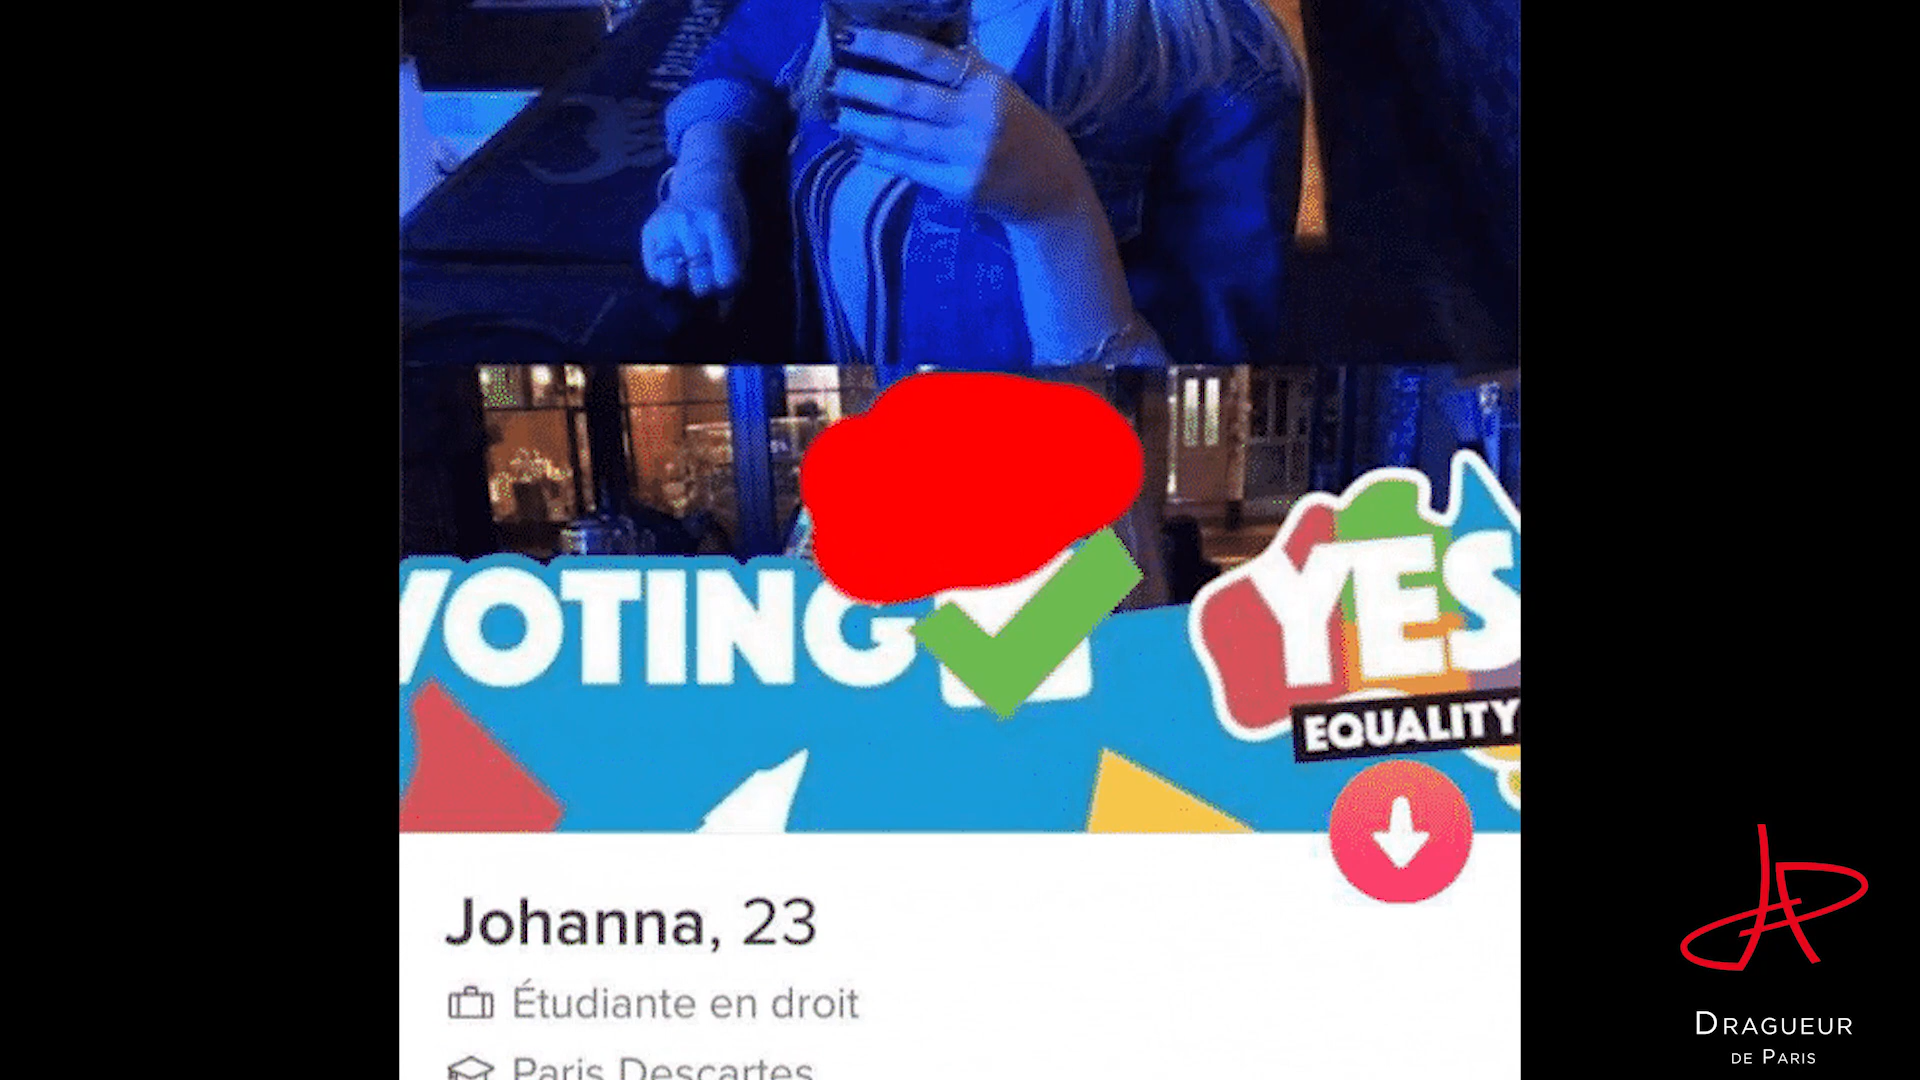 VOTING
YES
EQUALITY
Johanna, 23
Étudiante en droit
Paris Descartes
DRAGUEUR
DE PARIS